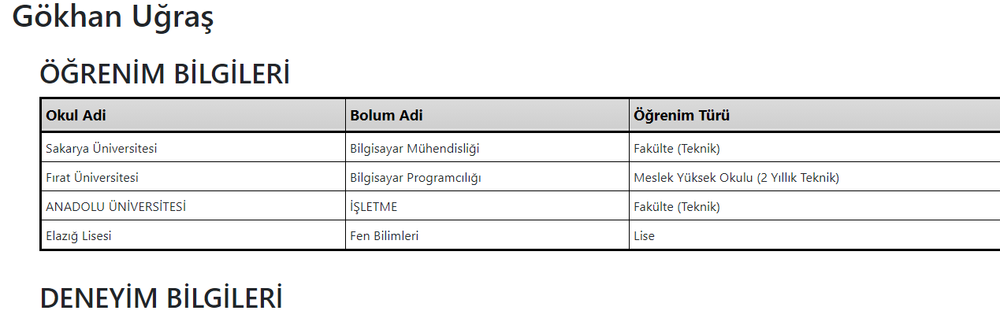 Gökhan Uğraş
ÖĞRENİM BİLGİLERİ
Okul Adi Bolum Adi Öğrenim Türü
Sakarya Üniversitesi Bilgisayar Mühendisliği Fakülte (Teknik)
Fırat Üniversitesi Bilgisayar Programcılığı Meslek Yüksek Okulu (2 Yıllık Teknik)
ANADOLU ÜNİVERSİTESİ İŞLETME Fakülte (Teknik)
Elazığ Lisesi Fen Bilimleri Lise
DENEYİM BİLGİLERİ